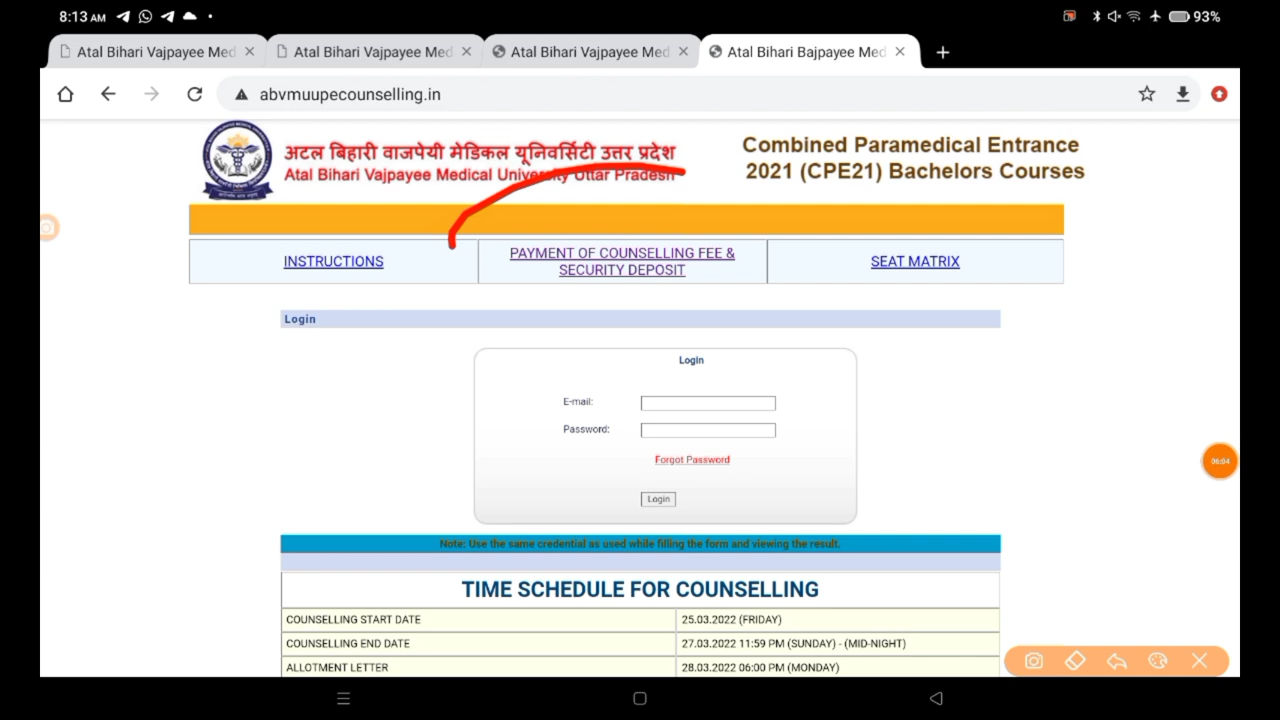 8:13 AM
93%
Atal Bihari Vajpayee Med
Atal Bihari Vajpayee Med
Atal Bihari Vajpayee Med
Atal Bihari Bajpayee Med
abvmuupecounselling.in
अटल बिहारी वाजपेयी मेडिकल यूनिवर्सिटी उत्तर प्रदेश
Atal Bihari Vajpayee Medical University Uttar Pradesh
Combined Paramedical Entrance
2021 (CPE21) Bachelors Courses
INSTRUCTIONS
PAYMENT OF COUNSELLING FEE &
SECURITY DEPOSIT
SEAT MATRIX
Login
Login
E-mail:
Password:
Forgot Password
Login
06:04
Note: Use the same credential as used while filling the form and viewing the result.
TIME SCHEDULE FOR COUNSELLING
COUNSELLING START DATE 25.03.2022 (FRIDAY)
COUNSELLING END DATE 27.03.2022 11:59 PM (SUNDAY) - (MID-NIGHT)
ALLOTMENT LETTER 28.03.2022 06:00 PM (MONDAY)